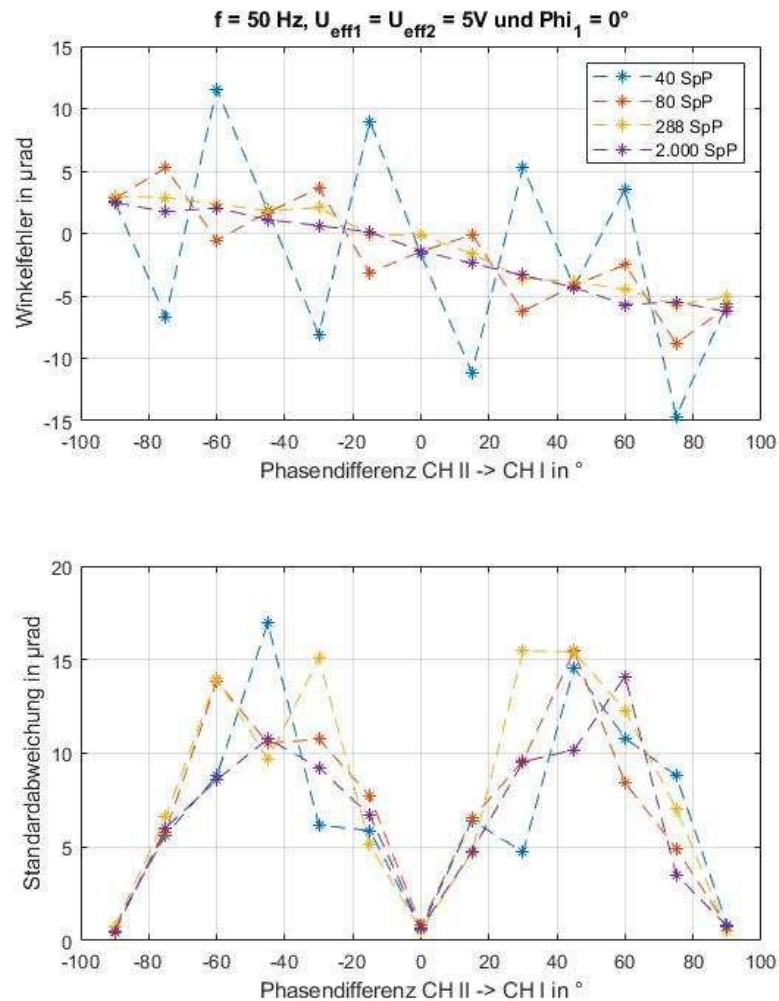 f = 50 Hz, U_eff1 = U_eff2 = 5V und Phi_1 = 0°
15
10
5
0
-5
-10
-15
Winkelfehler in µrad
40 SpP
80 SpP
288 SpP
2.000 SpP
-100 -80 -60 -40 -20 0 20 40 60 80 100
Phasendifferenz CH II -> CH I in °
20
15
10
5
0
Standardabweichung in µrad
-100 -80 -60 -40 -20 0 20 40 60 80 100
Phasendifferenz CH II -> CH I in °